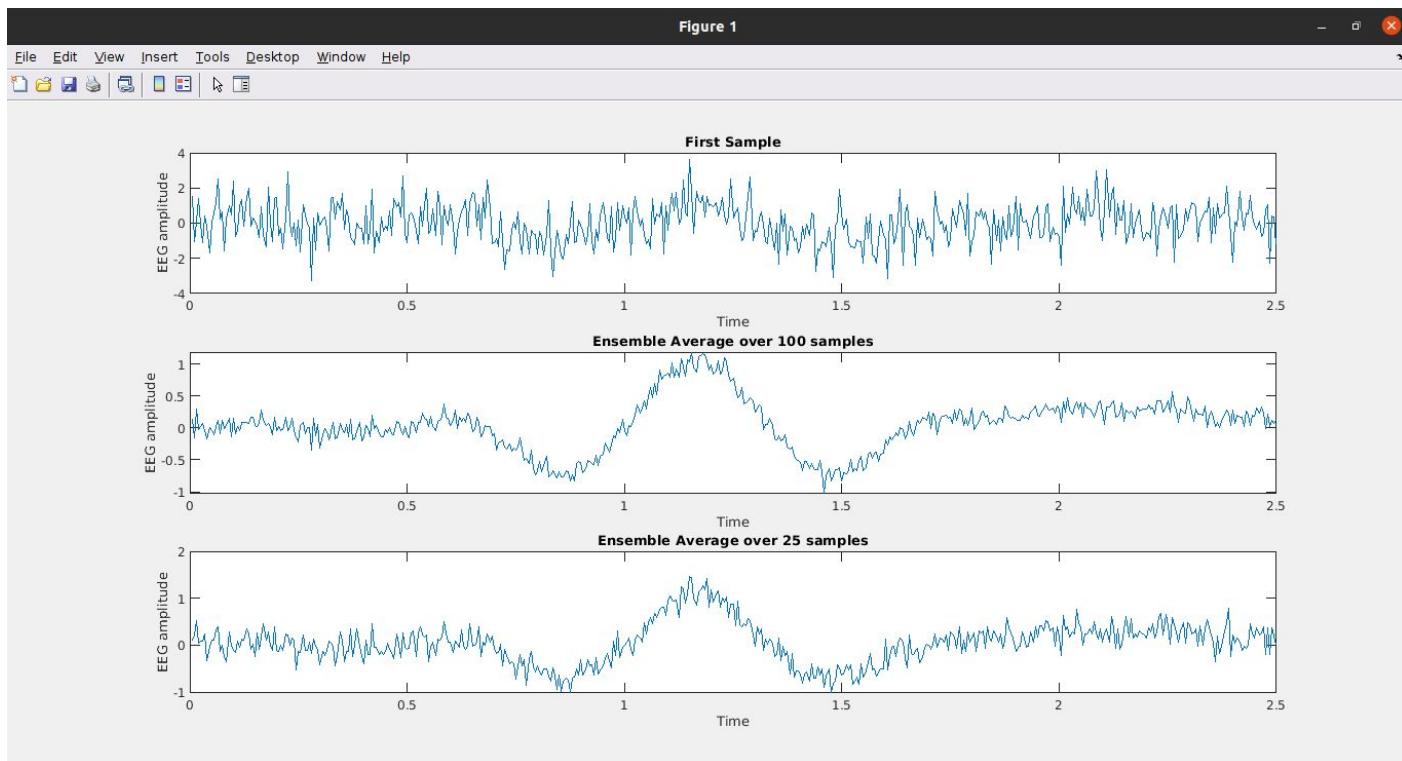 Figure 1
File Edit View Insert Tools Desktop Window Help
First Sample
EEG amplitude
4
2
0
-2
-4
0 0.5 1 1.5 2 2.5
Time
Ensemble Average over 100 samples
EEG amplitude
1
0.5
0
-0.5
-1
0 0.5 1 1.5 2 2.5
Time
Ensemble Average over 25 samples
EEG amplitude
2
1
0
-1
0 0.5 1 1.5 2 2.5
Time